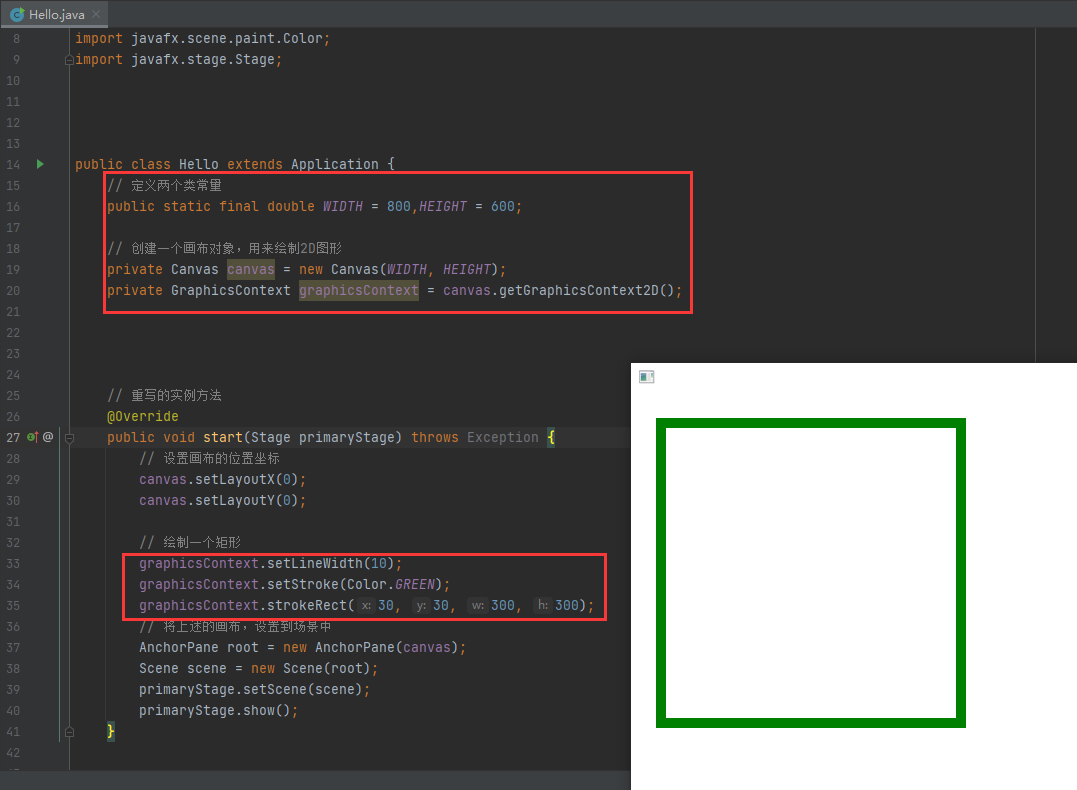 Hello.java
8 import javafx.scene.paint.Color;
9 import javafx.stage.Stage;
10
11
12
13
14 public class Hello extends Application {
15 // 定义两个类常量
16 public static final double WIDTH = 800,HEIGHT = 600;
17
18 // 创建一个画布对象，用来绘制2D图形
19 private Canvas canvas = new Canvas(WIDTH, HEIGHT);
20 private GraphicsContext graphicsContext = canvas.getGraphicsContext2D();
21
22
23
24
25 // 重写的实例方法
26 @Override
27 @ public void start(Stage primaryStage) throws Exception {
28 // 设置画布的位置坐标
29 canvas.setLayoutX(0);
30 canvas.setLayoutY(0);
31
32 // 绘制一个矩形
33 graphicsContext.setLineWidth(10);
34 graphicsContext.setStroke(Color.GREEN);
35 graphicsContext.strokeRect( x: 30, y: 30, w: 300, h: 300);
36 // 将上述的画布，设置到场景中
37 AnchorPane root = new AnchorPane(canvas);
38 Scene scene = new Scene(root);
39 primaryStage.setScene(scene);
40 primaryStage.show();
41 }
42